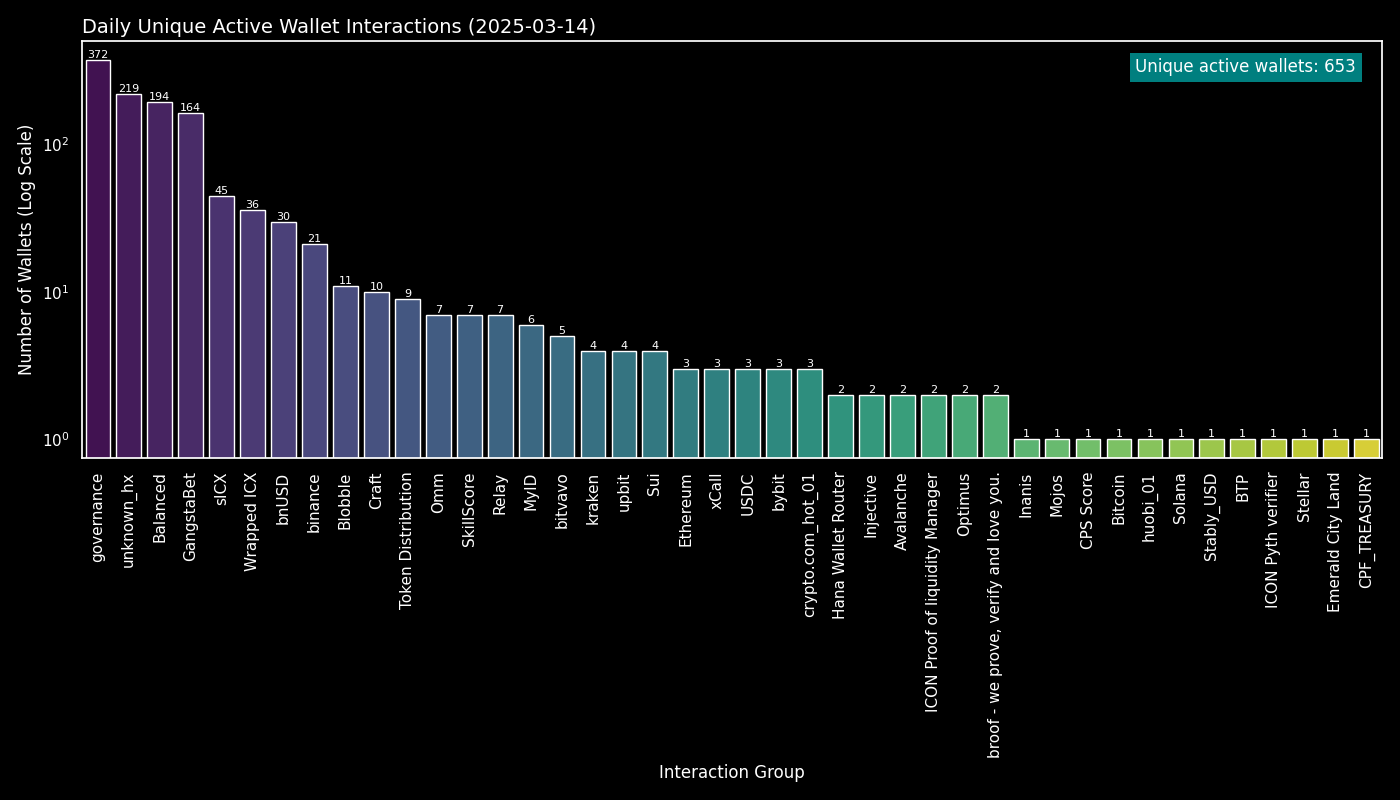 Daily Unique Active Wallet Interactions (2025-03-14)
Unique active wallets: 653
Number of Wallets (Log Scale)
10²
10¹
10⁰
372
219
194
164
45
36
30
21
11
10
9
7
7
7
6
5
4
4
4
3
3
3
3
3
2
2
2
2
2
2
1
1
1
1
1
1
1
1
1
1
1
1
governance
unknown_hx
Balanced
GangstaBet
sICX
Wrapped ICX
bnUSD
binance
Blobble
Craft
Token Distribution
Omm
SkillScore
Relay
MyID
bitvavo
kraken
upbit
Sui
Ethereum
xCall
USDC
bybit
crypto.com_hot_01
Hana Wallet Router
Injective
Avalanche
ICON Proof of liquidity Manager
Optimus
broof - we prove, verify and love you.
Inanis
Mojos
CPS Score
Bitcoin
huobi_01
Solana
Stably_USD
BTP
ICON Pyth verifier
Stellar
Emerald City Land
CPF_TREASURY
Interaction Group